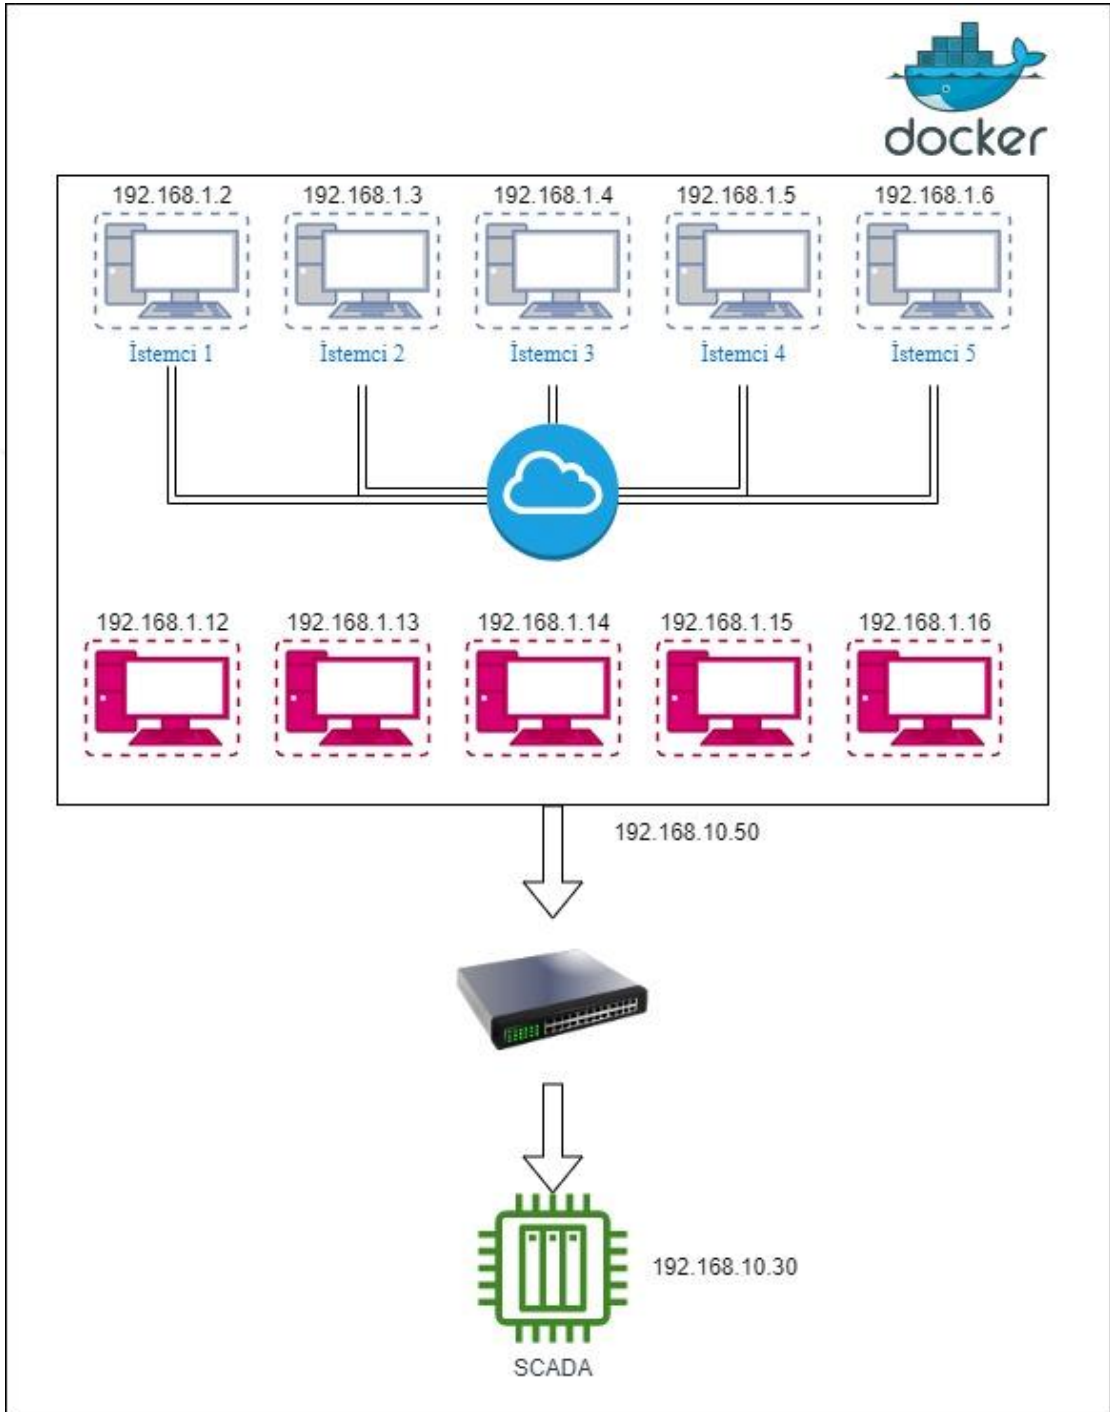 docker
192.168.1.2 192.168.1.3 192.168.1.4 192.168.1.5 192.168.1.6
İstemci 1 İstemci 2 İstemci 3 İstemci 4 İstemci 5
192.168.1.12 192.168.1.13 192.168.1.14 192.168.1.15 192.168.1.16
192.168.10.50
192.168.10.30
SCADA